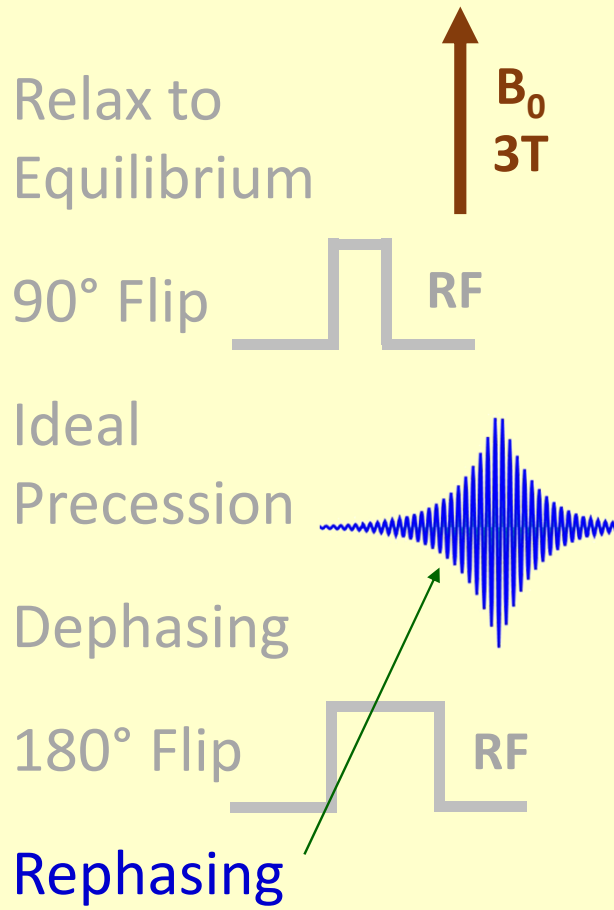 Relax to
Equilibrium
B₀
3T
90° Flip
RF
Ideal
Precession
Dephasing
180° Flip
RF
Rephasing